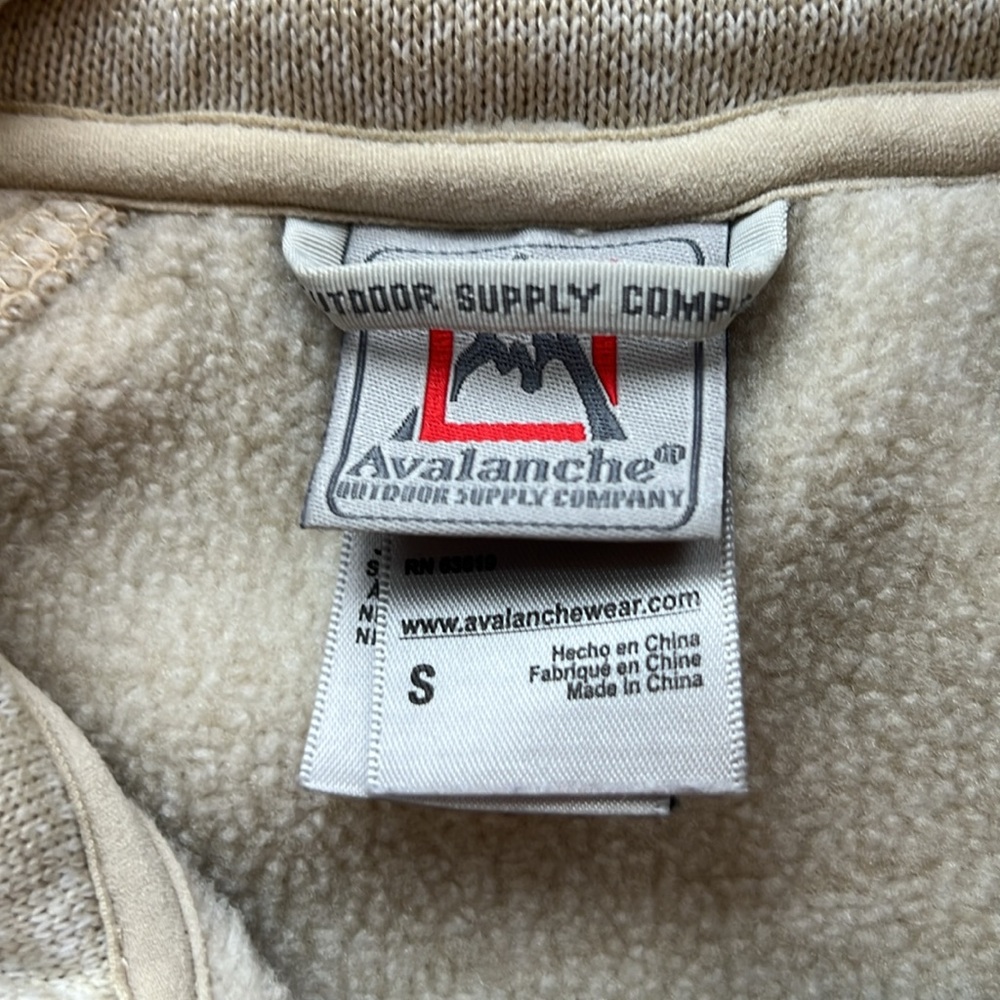 UTDOOR SUPPLY COMP
Avalanche®
OUTDOOR SUPPLY COMPANY
RN
www.avalanchewear.com
S
Hecho en China
Fabriqué en Chine
Made in China
S
A
N
N